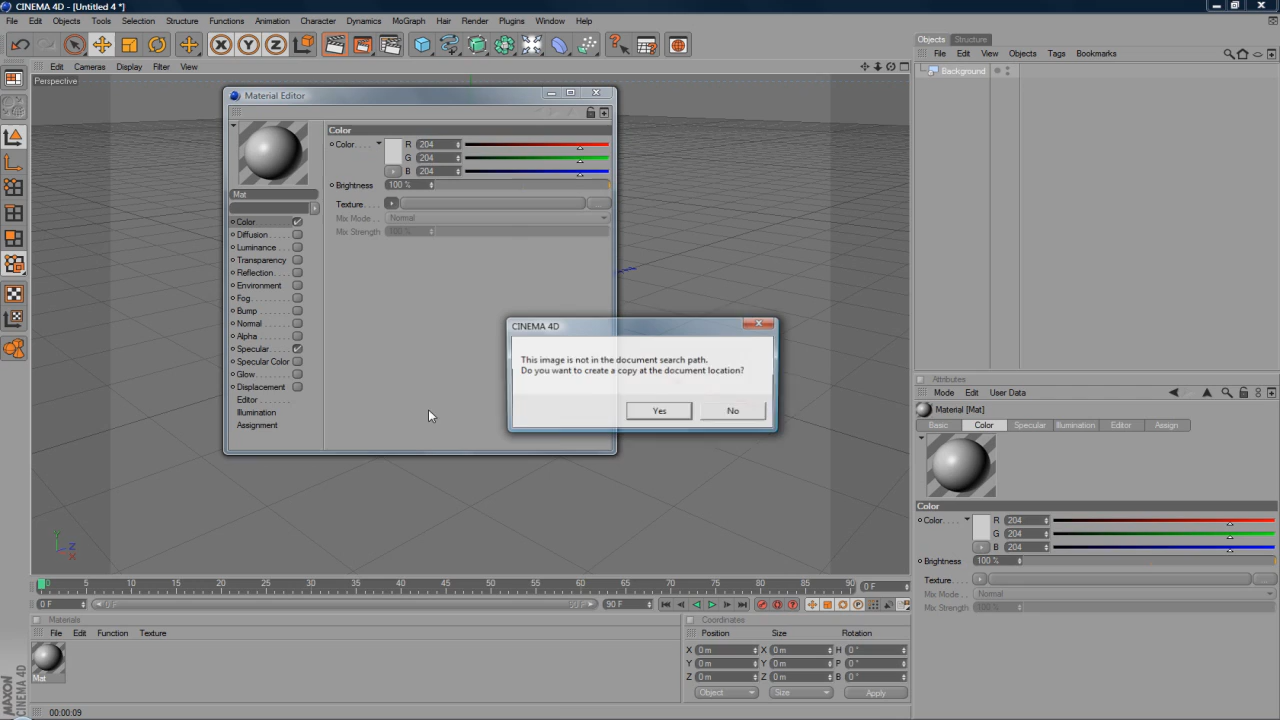 CINEMA 4D - [Untitled 4 *]
File Edit Objects Tools Selection Structure Functions Animation Character Dynamics MoGraph Hair Render Plugins Window Help
X Y Z
Objects Structure
File Edit View Objects Tags Bookmarks
Background
Edit Cameras Display Filter View
Perspective
Material Editor
Color
Color. . . . R 204
G 204
B 204
Mat
Brightness 100 %
Texture. . . .
Mix Mode . . Normal
Mix Strength 100 %
Color
Diffusion
Luminance
Transparency
Reflection
Environment
Fog
Bump
Normal
Alpha
Specular
Specular Color
Glow
Displacement
Editor
Illumination
Assignment
CINEMA 4D
This image is not in the document search path.
Do you want to create a copy at the document location?
Yes No
Attributes
Mode Edit User Data
Material [Mat]
Basic Color Specular Illumination Editor Assign
Color
Color. . . . R 204
G 204
B 204
Brightness 100 %
Texture. . . .
Mix Mode . . Normal
Mix Strength 100 %
Y Z X
0 5 10 15 20 25 30 35 40 45 50 55 60 65 70 75 80 85 90 0 F
0 F 0 F 90 F 90 F
Materials
File Edit Function Texture
Mat
Coordinates
Position Size Rotation
X 0 m X 0 m H 0 °
Y 0 m Y 0 m P 0 °
Z 0 m Z 0 m B 0 °
Object Size Apply
MAXON
CINEMA 4D
00:00:09